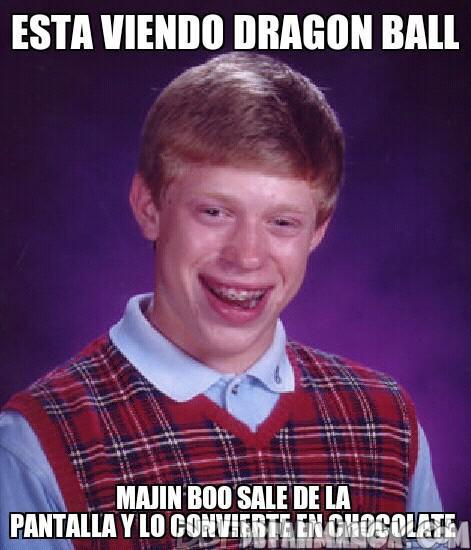 ESTA VIENDO DRAGON BALL
MAJIN BOO SALE DE LA
PANTALLA Y LO CONVIERTE EN CHOCOLATE